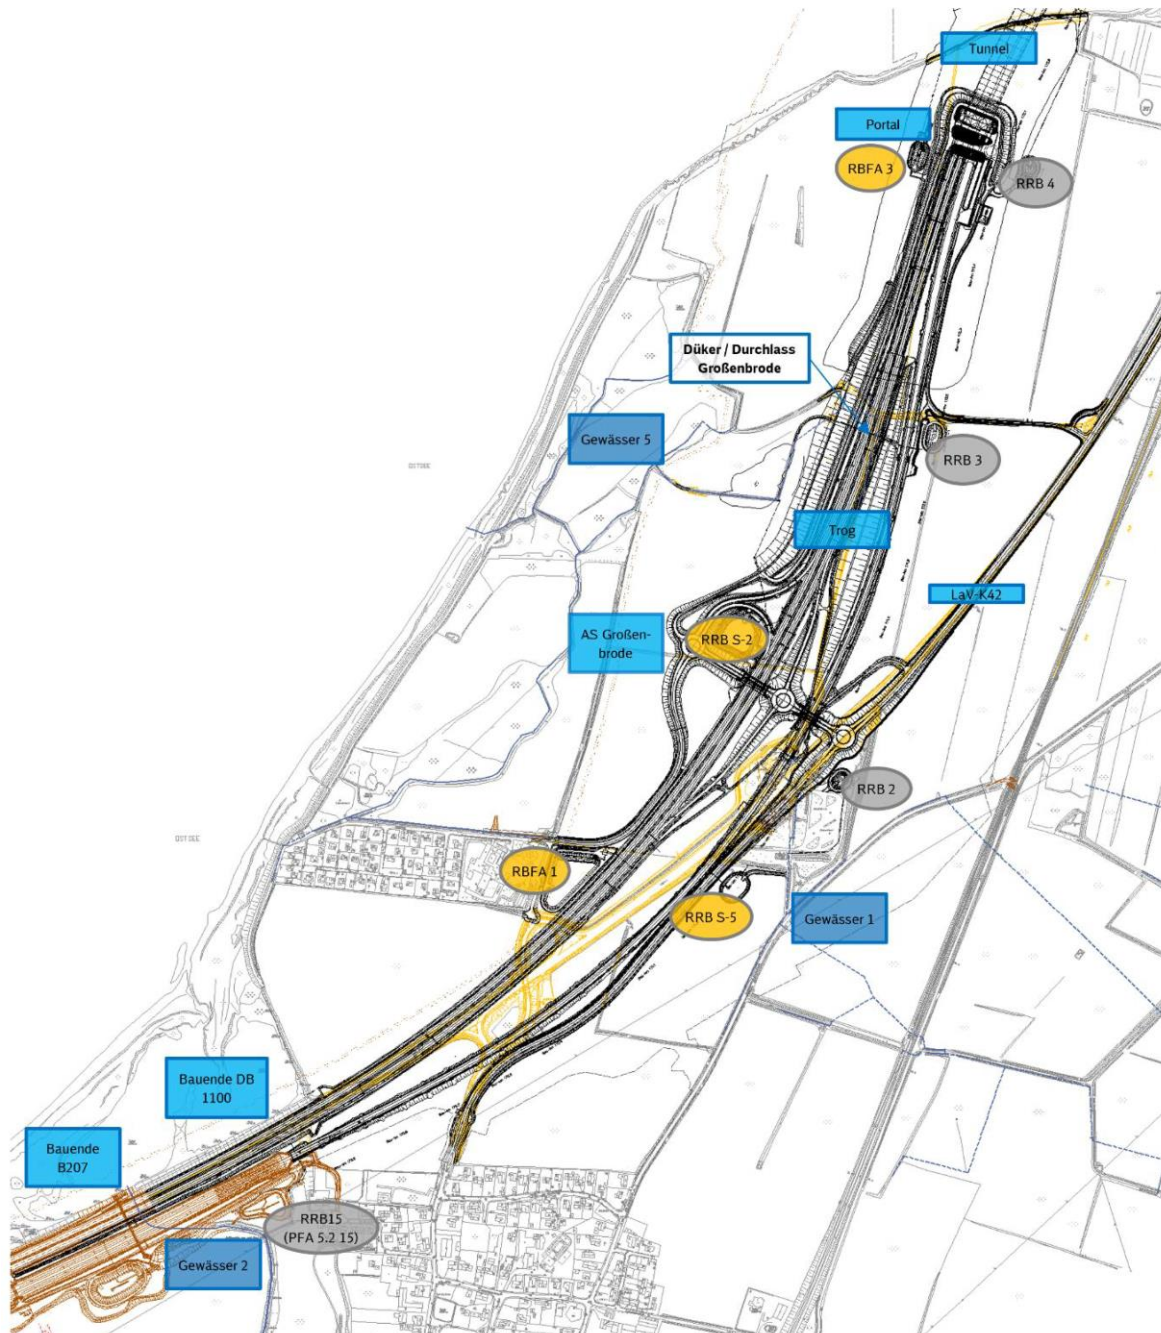 Tunnel
Portal
RBFA 3
RRB 4
Düker / Durchlass
Großenbrode
Gewässer 5
RRB 3
OSTSEE
Trog
LaV-K42
AS Großen-
brode
RRB S-2
RRB 2
OSTSEE
RBFA 1
RRB S-5
Gewässer 1
Bauende DB
1100
Bauende
B207
RRB15
(PFA 5.2 15)
Gewässer 2